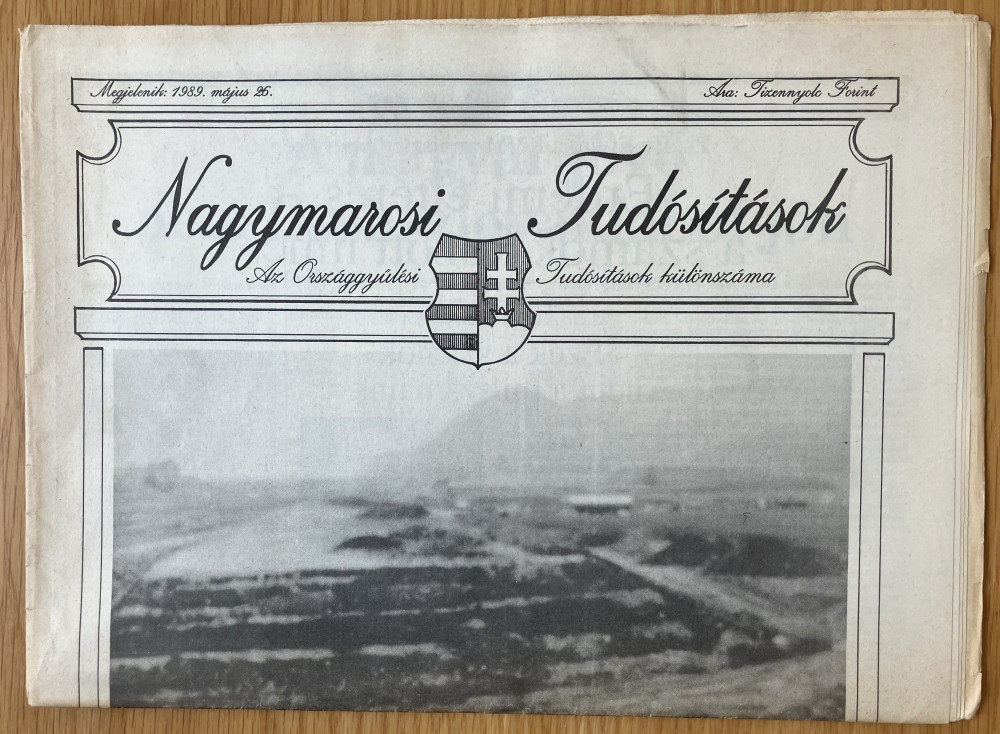 Megjelenik: 1989. május 26.
Ára: Tizennyolc Forint
Nagymarosi Tudósítások
Az Országgyűlési Tudósítások különszáma